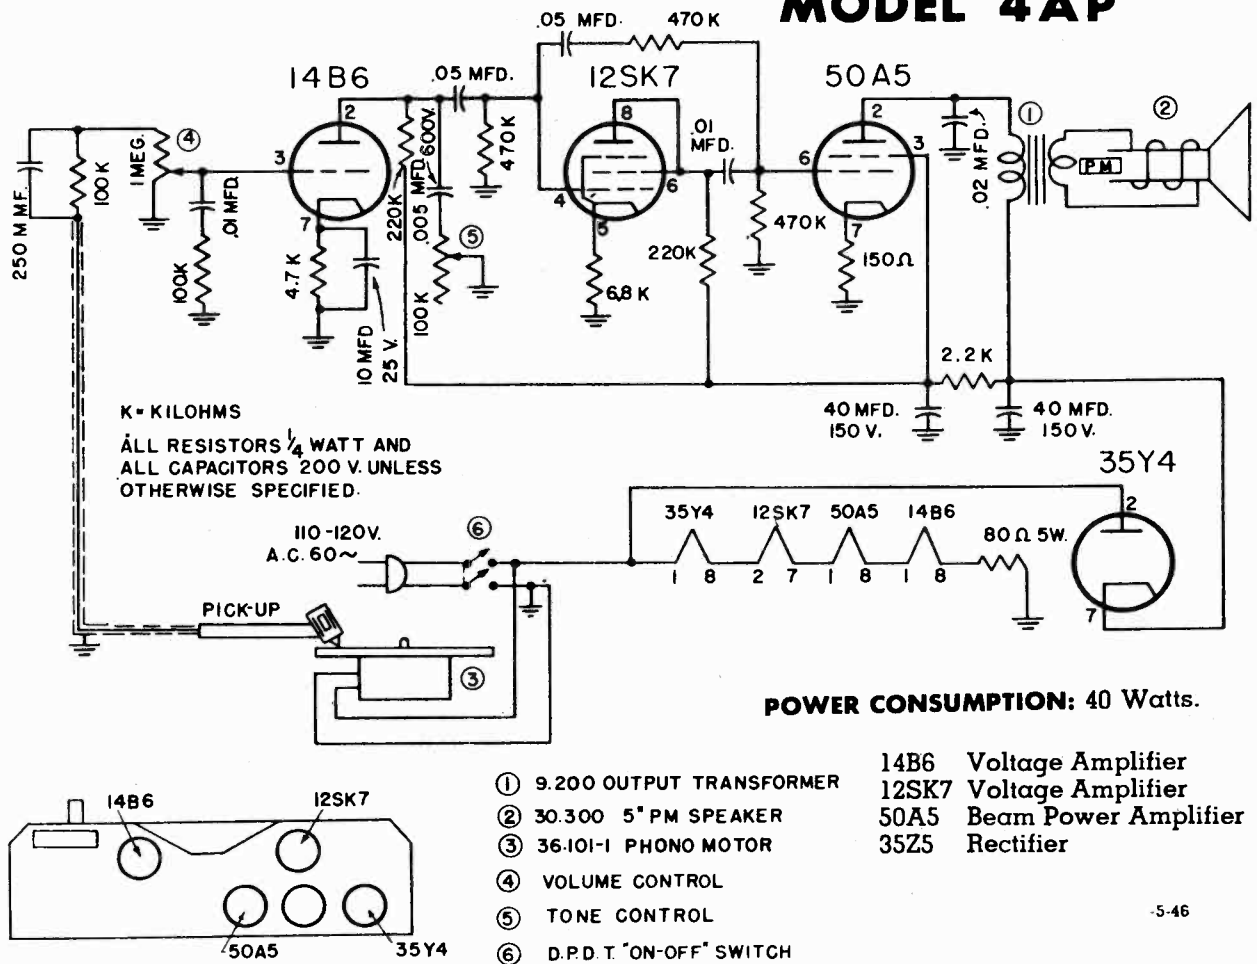 MODEL 4AP
.05 MFD. 470 K
14B6
.05 MFD.
12SK7
50A5
2
8
2
1
2
4
1 MEG.
3
600V.
470K
.01
MFD.
6
6
3
.02 MFD.
P M
250 M MF.
100K
.01 MFD.
7
220K
.005 MFD
5
4
5
470K
7
100K
4.7 K
10 MFD
25 V.
100 K
6.8 K
220K
150Ω
2.2 K
40 MFD.
150 V.
40 MFD.
150 V.
K = KILOHMS
ALL RESISTORS 1/4 WATT AND
ALL CAPACITORS 200 V. UNLESS
OTHERWISE SPECIFIED.
35Y4
2
7
110-120V.
A.C. 60~
6
35Y4 12SK7 50A5 14B6
80Ω 5W.
1 8 2 7 1 8 1 8
PICK-UP
3
POWER CONSUMPTION: 40 Watts.
14B6 Voltage Amplifier
12SK7 Voltage Amplifier
50A5 Beam Power Amplifier
35Z5 Rectifier
14B6
12SK7
50A5
35Y4
1 9.200 OUTPUT TRANSFORMER
2 30.300 5" PM SPEAKER
3 36.101-1 PHONO MOTOR
4 VOLUME CONTROL
5 TONE CONTROL
6 D.P.D.T. "ON-OFF" SWITCH
-5-46